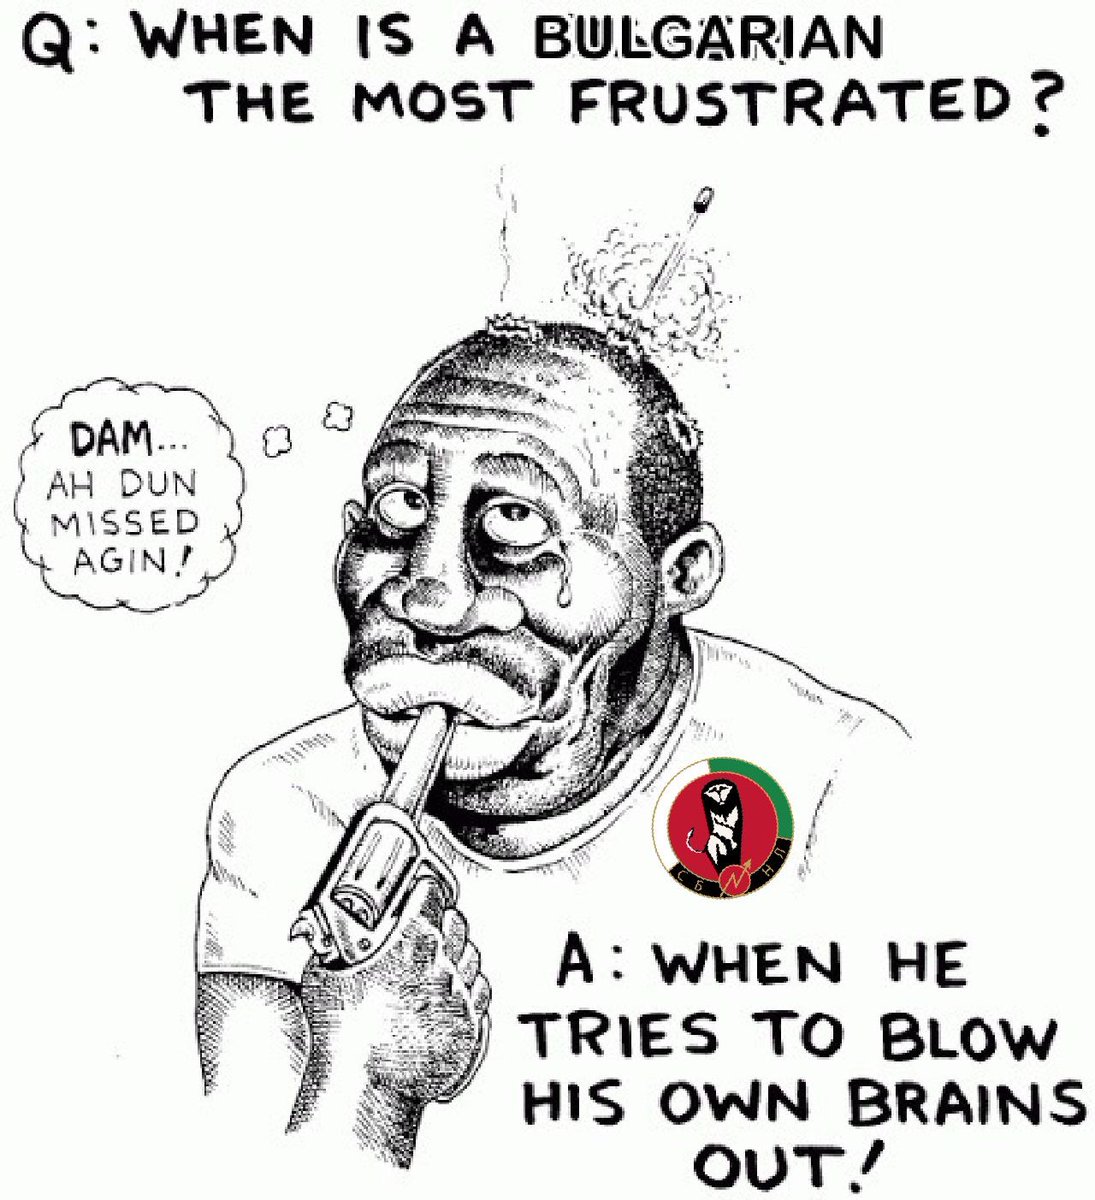 Q: WHEN IS A BULGARIAN
THE MOST FRUSTRATED?
DAM...
AH DUN
MISSED
AGIN!
С Б Н Л
A: WHEN HE
TRIES TO BLOW
HIS OWN BRAINS
OUT!